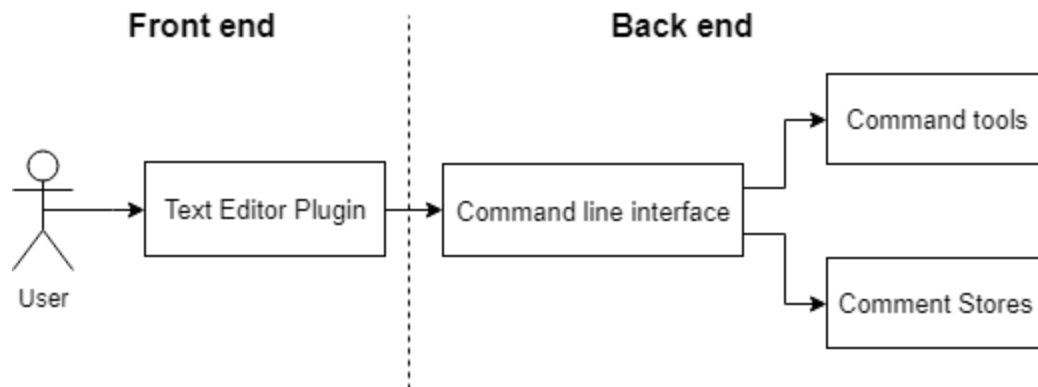 Front end
Back end
Command tools
Text Editor Plugin
Command line interface
User
Comment Stores